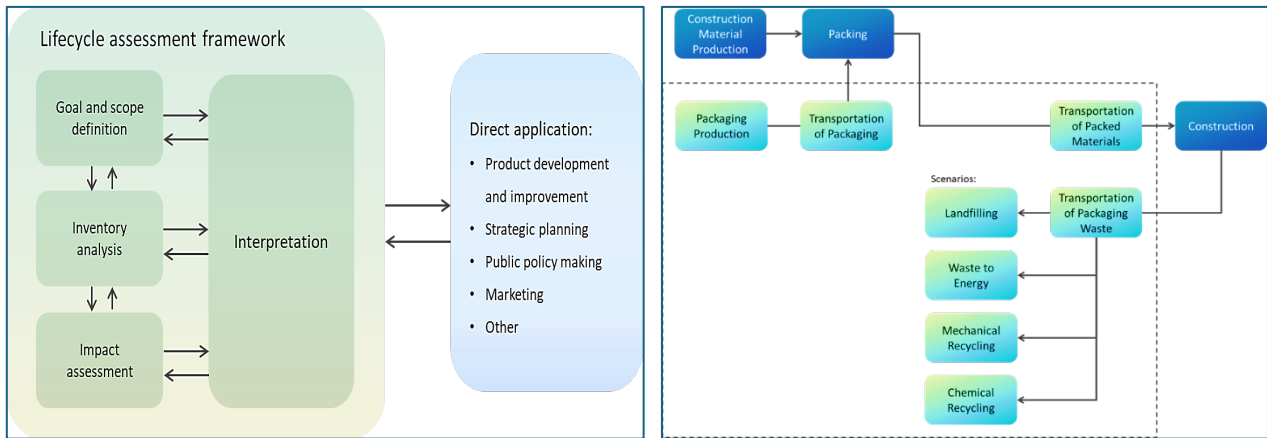 Lifecycle assessment framework
Goal and scope
definition
Inventory
analysis
Impact
assessment
Interpretation
Direct application:
• Product development
and improvement
• Strategic planning
• Public policy making
• Marketing
• Other
Construction
Material
Production
Packing
Packaging
Production
Transportation
of Packaging
Transportation
of Packed
Materials
Construction
Scenarios:
Landfilling
Transportation
of Packaging
Waste
Waste to
Energy
Mechanical
Recycling
Chemical
Recycling